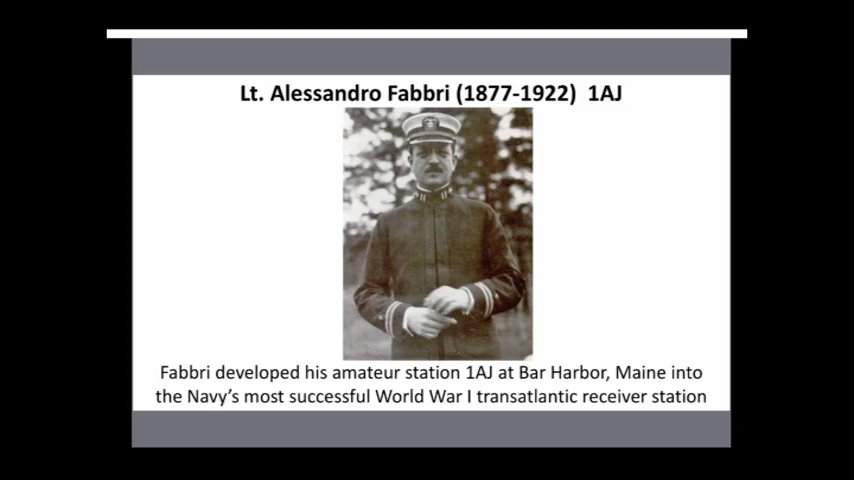 Lt. Alessandro Fabbri (1877-1922)  1AJ
Fabbri developed his amateur station 1AJ at Bar Harbor, Maine into
the Navy’s most successful World War I transatlantic receiver station